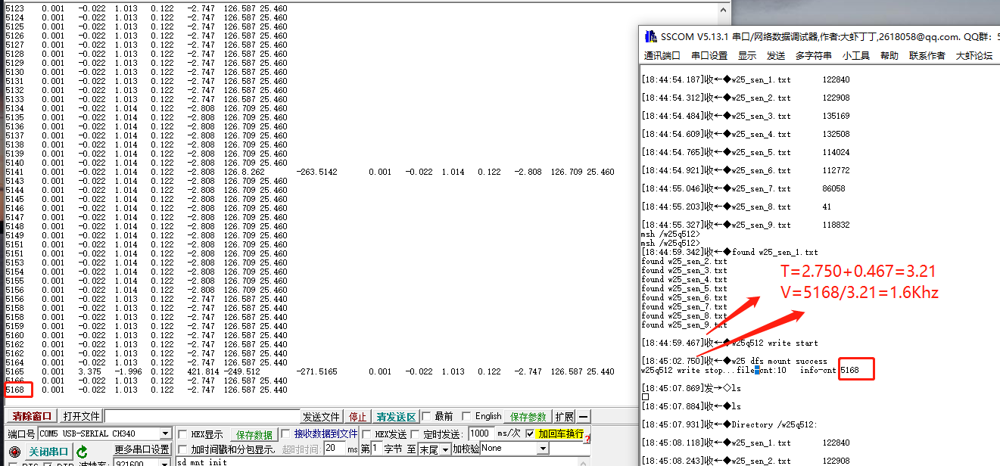 5123 0.001 -0.022 1.013 0.122 -2.747 126.587 25.460
5124 0.001 -0.022 1.013 0.122 -2.747 126.587 25.460
5125 0.001 -0.022 1.013 0.122 -2.747 126.587 25.460
5126 0.001 -0.022 1.013 0.122 -2.747 126.587 25.460
5127 0.001 -0.022 1.013 0.122 -2.747 126.587 25.460
5128 0.001 -0.022 1.013 0.122 -2.747 126.587 25.460
5129 0.001 -0.022 1.013 0.122 -2.747 126.587 25.460
5130 0.001 -0.022 1.013 0.122 -2.747 126.587 25.460
5131 0.001 -0.022 1.013 0.122 -2.747 126.587 25.460
5132 0.001 -0.022 1.013 0.122 -2.747 126.587 25.460
5133 0.001 -0.022 1.013 0.122 -2.747 126.587 25.460
5134 0.001 -0.022 1.014 0.122 -2.808 126.709 25.460
5135 0.001 -0.022 1.014 0.122 -2.808 126.709 25.460
5136 0.001 -0.022 1.014 0.122 -2.808 126.709 25.460
5137 0.001 -0.022 1.014 0.122 -2.808 126.709 25.460
5138 0.001 -0.022 1.014 0.122 -2.808 126.709 25.460
5139 0.001 -0.022 1.014 0.122 -2.808 126.709 25.460
5140 0.001 -0.022 1.014 0.122 -2.808 126.709 25.460
5141 0.001 -0.022 1.014 0.122 -2.808 126.8.262 -263.5142 0.001 -0.022 1.014 0.122 -2.808 126.709 25.460
5143 0.001 -0.022 1.014 0.122 -2.808 126.709 25.460
5144 0.001 -0.022 1.014 0.122 -2.808 126.709 25.460
5145 0.001 -0.022 1.014 0.122 -2.808 126.709 25.460
5146 0.001 -0.022 1.014 0.122 -2.808 126.709 25.460
5147 0.001 -0.022 1.014 0.122 -2.808 126.709 25.460
5148 0.001 -0.022 1.014 0.122 -2.808 126.709 25.460
5149 0.001 -0.022 1.014 0.122 -2.808 126.709 25.460
5151 0.001 -0.022 1.014 0.122 -2.808 126.709 25.460
5151 0.001 -0.022 1.014 0.122 -2.808 126.709 25.460
5153 0.001 -0.022 1.014 0.122 -2.808 126.709 25.460
5154 0.001 -0.022 1.014 0.122 -2.808 126.709 25.460
5155 0.001 -0.022 1.014 0.122 -2.808 126.709 25.460
5156 0.001 -0.022 1.014 0.122 -2.808 126.709 25.460
5156 0.001 -0.022 1.013 0.122 -2.747 126.587 25.440
5158 0.001 -0.022 1.013 0.122 -2.747 126.587 25.440
5158 0.001 -0.022 1.013 0.122 -2.747 126.587 25.440
5159 0.001 -0.022 1.013 0.122 -2.747 126.587 25.440
5160 0.001 -0.022 1.013 0.122 -2.747 126.587 25.440
5162 0.001 -0.022 1.013 0.122 -2.747 126.587 25.440
5162 0.001 -0.022 1.013 0.122 -2.747 126.587 25.440
5164 0.001 -0.022 1.013 0.122 -2.747 126.587 25.440
5165 0.001 3.375 -1.996 0.122 421.814 -249.512 -271.5165 0.001 -0.022 1.013 0.122 -2.747 126.587 25.440
5166 0.001 -0.022 1.013 0.122 -2.747 126.587 25.440
5168 0.001 -0.022 1.013 0.122 -2.747 126.587 25.440
清除窗口 打开文件 发送文件 停止 清发送区 最前 English 保存参数 扩展 —
端口号 COM5 USB-SERIAL CH340 HEX显示 保存数据 接收数据到文件 HEX发送 定时发送: 1000 ms/次 加回车换行 ?
关闭串口 更多串口设置 加时间戳和分包显示, 超时时间: 20 ms 第1 字节 至 末尾 加校验 None
RTS DTR 波特率: 921600 sd mnt init
SSCOM V5.13.1 串口/网络数据调试器,作者:大虾丁丁,2618058@qq.com. QQ群: 5
通讯端口 串口设置 显示 发送 多字符串 小工具 帮助 联系作者 大虾论坛
[18:44:54.187]收←◆w25_sen_1.txt 122840
[18:44:54.312]收←◆w25_sen_2.txt 122908
[18:44:54.484]收←◆w25_sen_3.txt 135169
[18:44:54.609]收←◆w25_sen_4.txt 132508
[18:44:54.765]收←◆w25_sen_5.txt 114024
[18:44:54.921]收←◆w25_sen_6.txt 112772
[18:44:55.046]收←◆w25_sen_7.txt 86058
[18:44:55.203]收←◆w25_sen_8.txt 41
[18:44:55.327]收←◆w25_sen_9.txt 118832
msh /w25q512>
msh /w25q512>
[18:44:59.342]收←◆found w25_sen_1.txt
found w25_sen_2.txt
found w25_sen_3.txt
found w25_sen_4.txt
found w25_sen_5.txt
found w25_sen_6.txt
found w25_sen_7.txt
found w25_sen_8.txt
found w25_sen_9.txt
T=2.750+0.467=3.21
V=5168/3.21=1.6Khz
[18:44:59.467]收←◆w25q512 write start
[18:45:02.750]收←◆w25 dfs mount success
w25q512 write stop...file-cnt:10 info-cnt 5168
[18:45:07.869]发→◇ls
□
[18:45:07.884]收←◆ls
[18:45:07.931]收←◆Directory /w25q512:
[18:45:08.118]收←◆w25_sen_1.txt 122840
[18:45:08.243]收←◆w25_sen_2.txt 122908